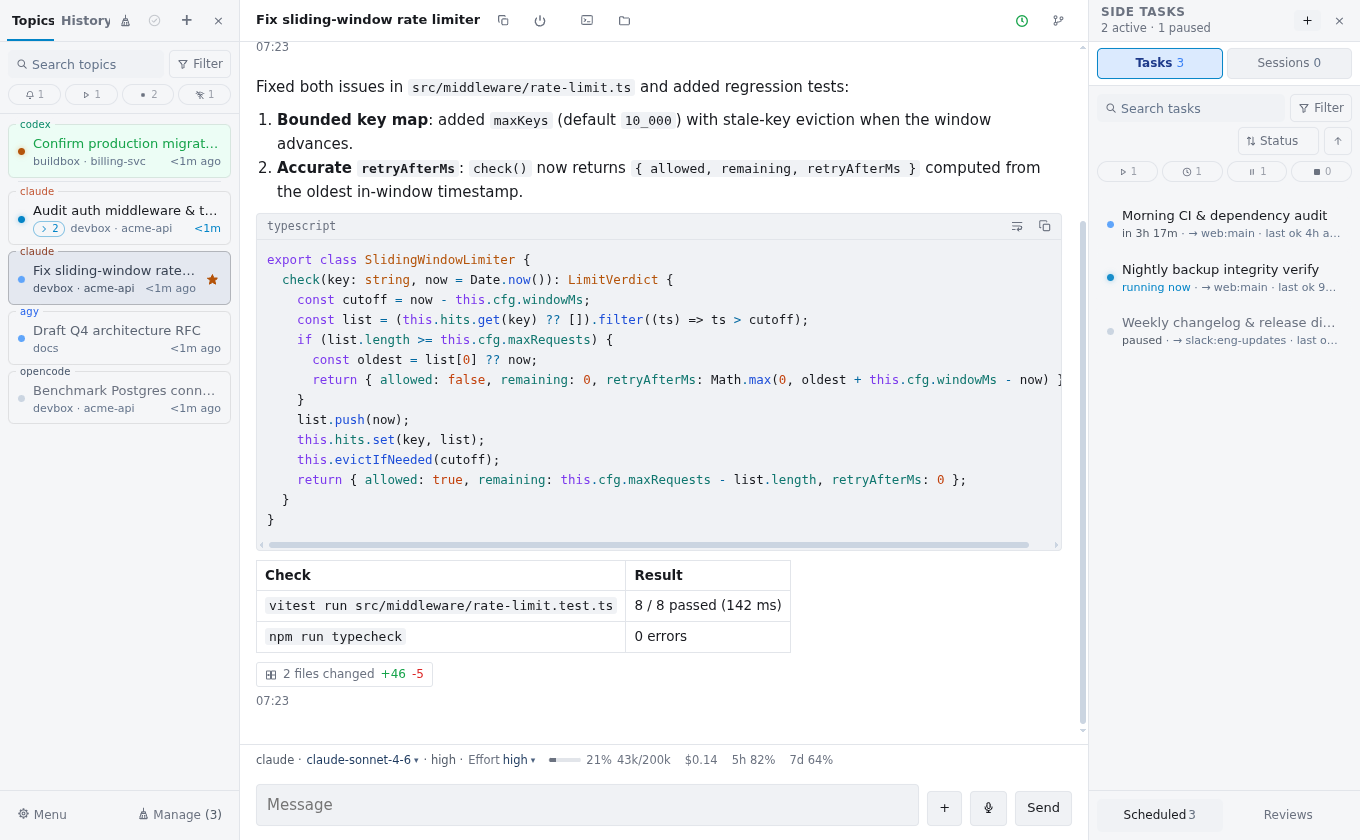 Topics History
Search topics
Filter
1
1
2
1
codex
Confirm production migrat…
buildbox · billing-svc <1m ago
claude
Audit auth middleware & t…
2 devbox · acme-api <1m
claude
Fix sliding-window rate…
devbox · acme-api <1m ago
agy
Draft Q4 architecture RFC
docs <1m ago
opencode
Benchmark Postgres conn…
devbox · acme-api <1m ago
Menu
Manage (3)
Fix sliding-window rate limiter
07:23
Fixed both issues in src/middleware/rate-limit.ts and added regression tests:
1. Bounded key map: added maxKeys (default 10_000) with stale-key eviction when the window
advances.
2. Accurate retryAfterMs: check() now returns { allowed, remaining, retryAfterMs } computed from
the oldest in-window timestamp.
typescript
export class SlidingWindowLimiter {
  check(key: string, now = Date.now()): LimitVerdict {
    const cutoff = now - this.cfg.windowMs;
    const list = (this.hits.get(key) ?? []).filter((ts) => ts > cutoff);
    if (list.length >= this.cfg.maxRequests) {
      const oldest = list[0] ?? now;
      return { allowed: false, remaining: 0, retryAfterMs: Math.max(0, oldest + this.cfg.windowMs - now) }
    }
    list.push(now);
    this.hits.set(key, list);
    this.evictIfNeeded(cutoff);
    return { allowed: true, remaining: this.cfg.maxRequests - list.length, retryAfterMs: 0 };
  }
}
Check Result
vitest run src/middleware/rate-limit.test.ts 8 / 8 passed (142 ms)
npm run typecheck 0 errors
2 files changed +46 -5
07:23
claude · claude-sonnet-4-6 · high · Effort high 21% 43k/200k $0.14 5h 82% 7d 64%
Message
+
Send
SIDE TASKS
2 active · 1 paused
Tasks 3
Sessions 0
Search tasks
Filter
Status
1
1
1
0
Morning CI & dependency audit
in 3h 17m · → web:main · last ok 4h a…
Nightly backup integrity verify
running now · → web:main · last ok 9…
Weekly changelog & release di…
paused · → slack:eng-updates · last o…
Scheduled 3
Reviews